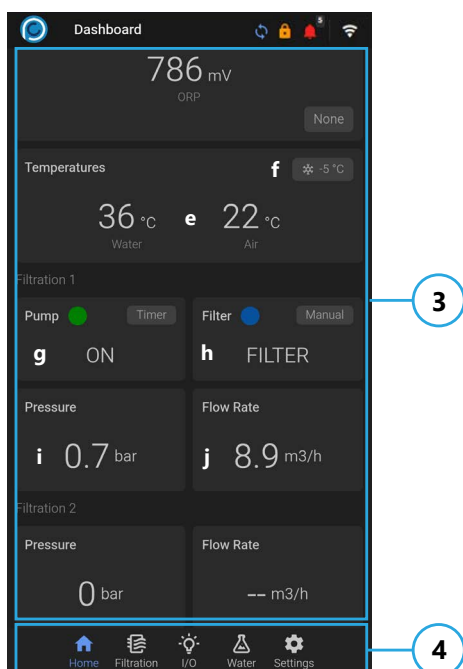 Dashboard 5
786 mV
ORP
None
Temperatures f -5 °C
36 °C e 22 °C
Water Air
Filtration 1
3
Pump Timer Filter Manual
g ON h FILTER
Pressure Flow Rate
i 0.7 bar j 8.9 m3/h
Filtration 2
Pressure Flow Rate
0 bar -- m3/h
4
Home Filtration I/O Water Settings